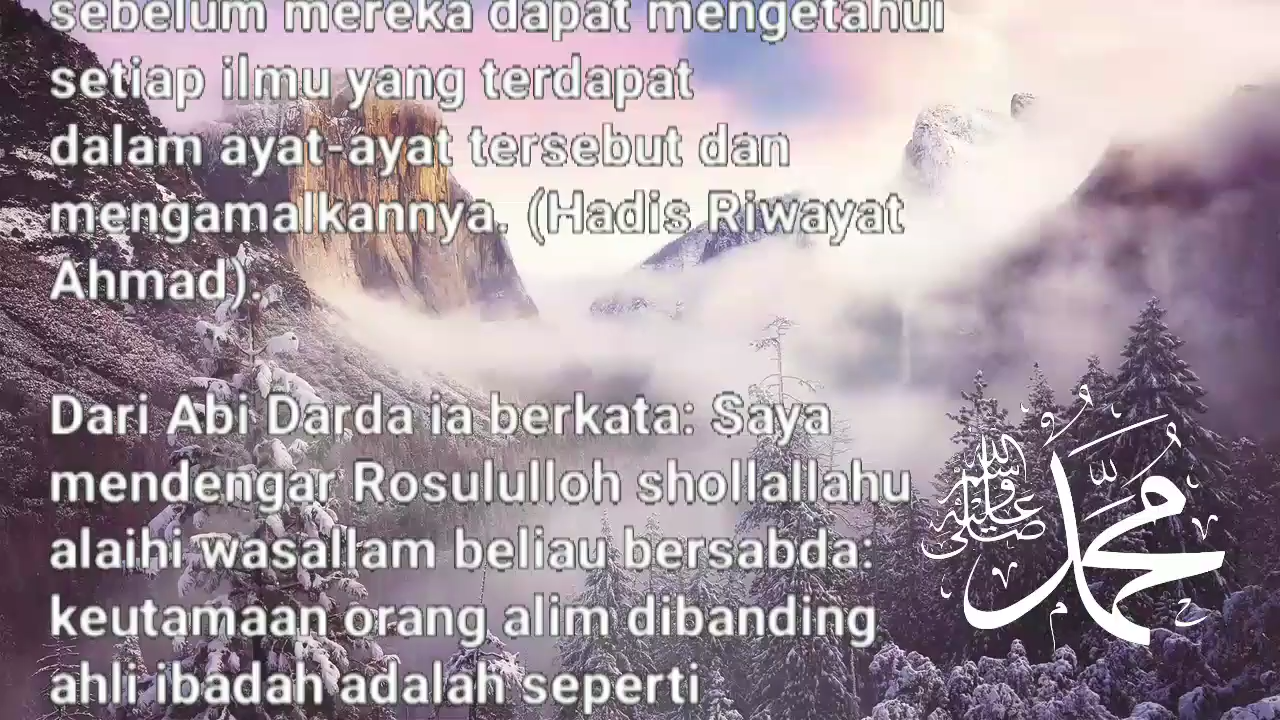 sebelum mereka dapat mengetahui
setiap ilmu yang terdapat
dalam ayat-ayat tersebut dan
mengamalkannya. (Hadis Riwayat
Ahmad).
Dari Abi Darda ia berkata: Saya
mendengar Rosululloh shollallahu
alaihi wasallam beliau bersabda:
keutamaan orang alim dibanding
ahli ibadah adalah seperti
محمد
صلى الله عليه وسلم